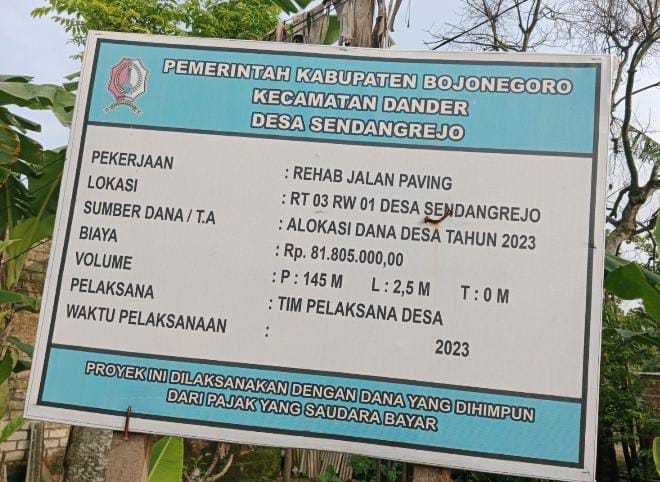 PEMERINTAH KABUPATEN BOJONEGORO
KECAMATAN DANDER
DESA SENDANGREJO
PEKERJAAN : REHAB JALAN PAVING
LOKASI : RT 03 RW 01 DESA SENDANGREJO
SUMBER DANA / T.A : ALOKASI DANA DESA TAHUN 2023
BIAYA : Rp. 81.805.000,00
VOLUME : P : 145 M L : 2,5 M T : 0 M
PELAKSANA : TIM PELAKSANA DESA
WAKTU PELAKSANAAN : 2023
PROYEK INI DILAKSANAKAN DENGAN DANA YANG DIHIMPUN
DARI PAJAK YANG SAUDARA BAYAR